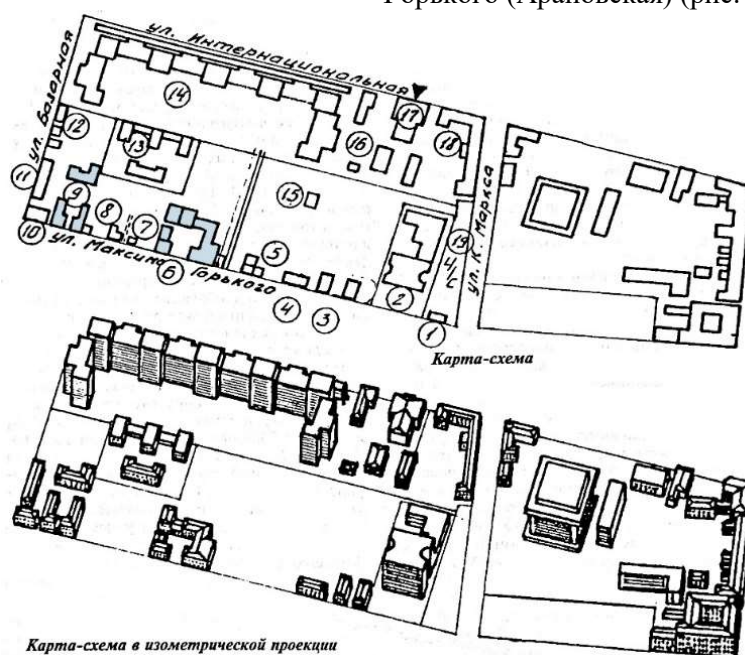 Горького (Арановская) (рис.
ул. Интернациональная
ул. Базарная
14
17
12
13
16
18
11
9
15
ул. К. Маркса
8
7
19
10
ул. Максима Горького
6
5
Ц/С
4
3
2
1
Карта-схема
Карта-схема в изометрической проекции